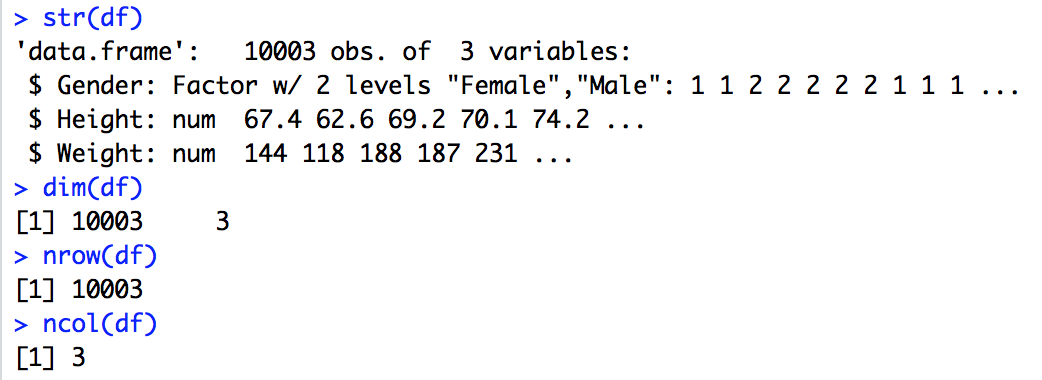 > str(df)
'data.frame':   10003 obs. of  3 variables:
 $ Gender: Factor w/ 2 levels "Female","Male": 1 1 2 2 2 2 2 1 1 1 ...
 $ Height: num  67.4 62.6 69.2 70.1 74.2 ...
 $ Weight: num  144 118 188 187 231 ...
> dim(df)
[1] 10003     3
> nrow(df)
[1] 10003
> ncol(df)
[1] 3